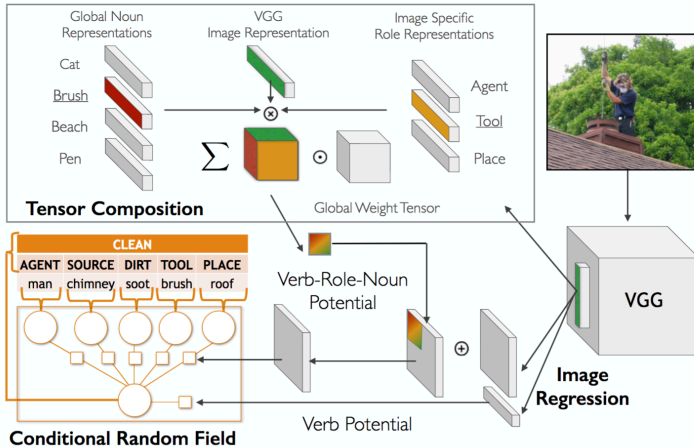 Global Noun
Representations
VGG
Image Representation
Image Specific
Role Representations
Cat
Brush
Beach
Pen
Agent
Tool
Place
Σ
Tensor Composition
Global Weight Tensor
CLEAN
AGENT SOURCE DIRT TOOL PLACE
man chimney soot brush roof
Verb-Role-Noun
Potential
VGG
Image
Regression
Verb Potential
Conditional Random Field